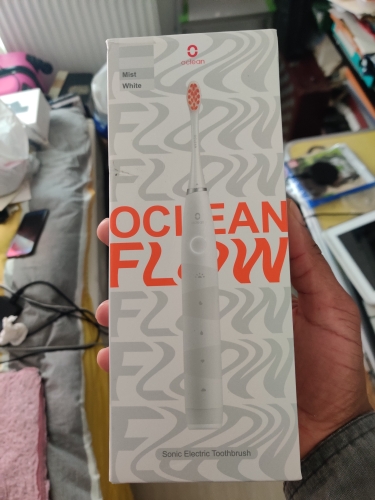 oclean
Mist
White
OCLEAN
FLOW
Sonic Electric Toothbrush